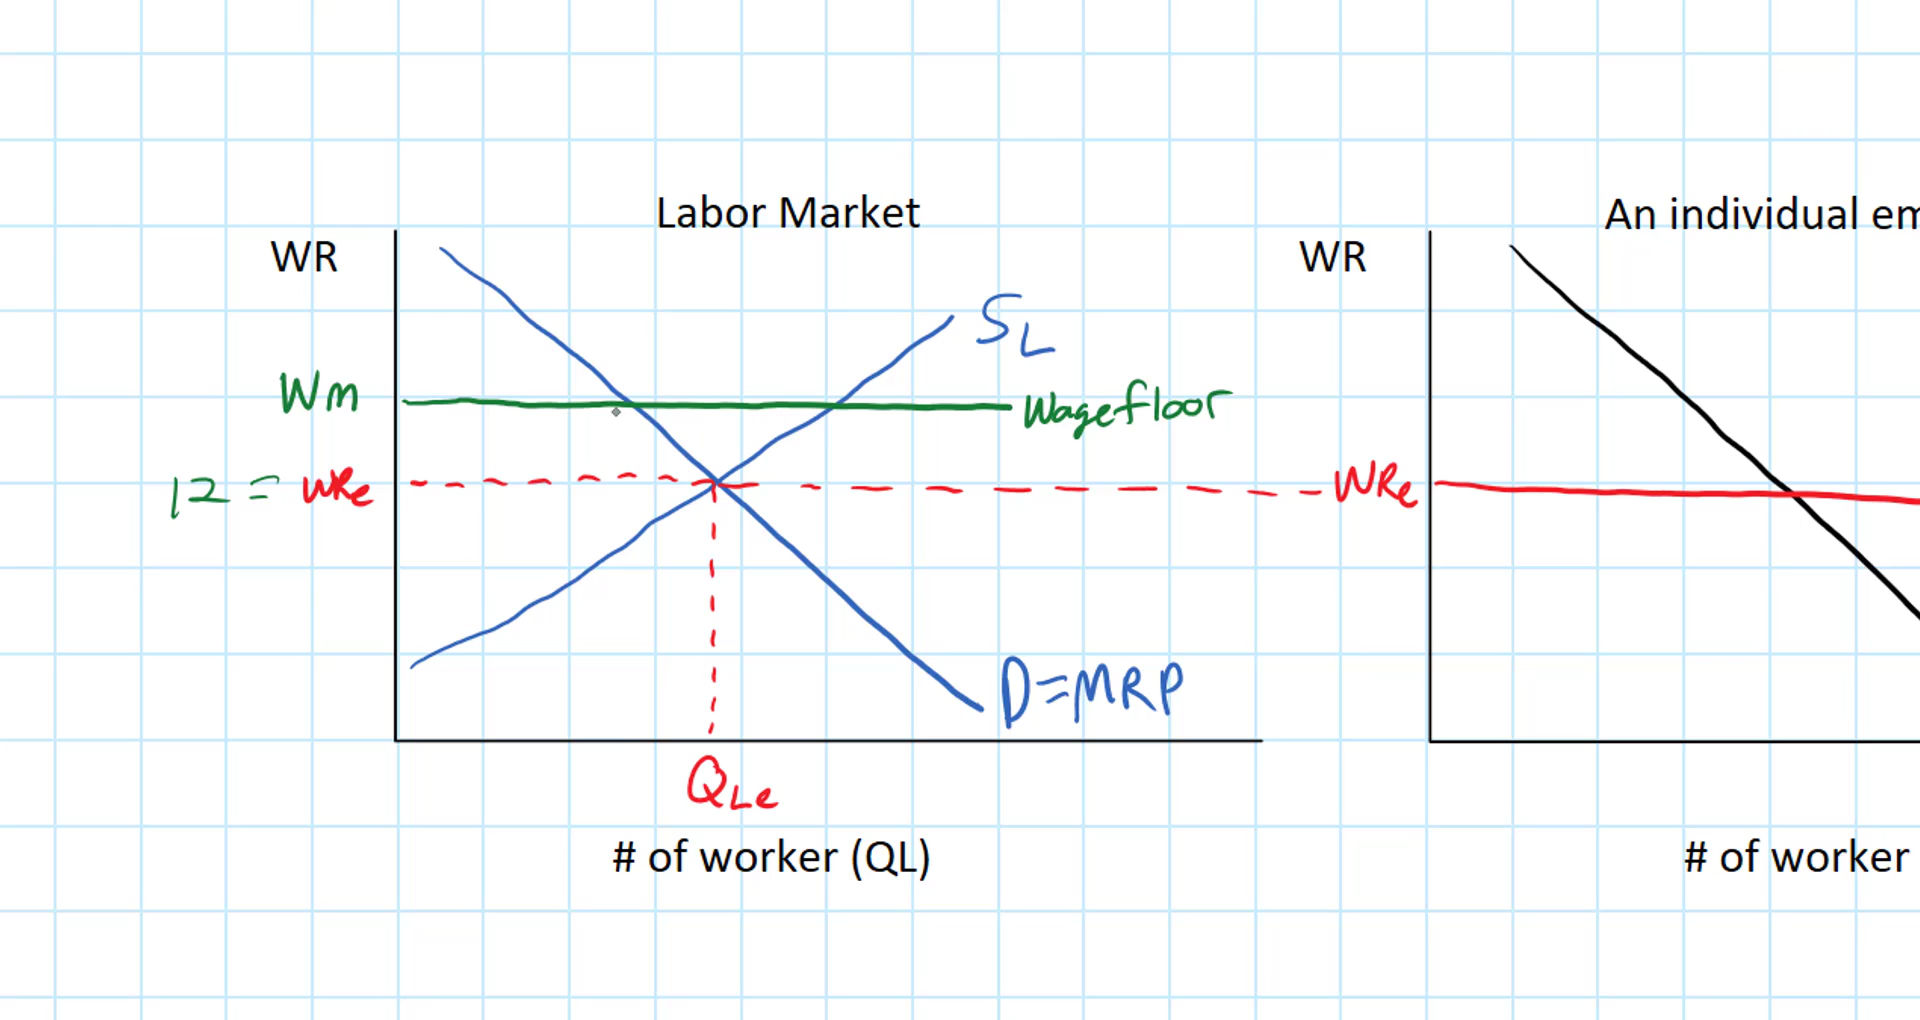 Labor Market
An individual em
WR
WR
SL
Wm
Wagefloor
12 = WRe
WRe
D=MRP
QLe
# of worker (QL)
# of worker